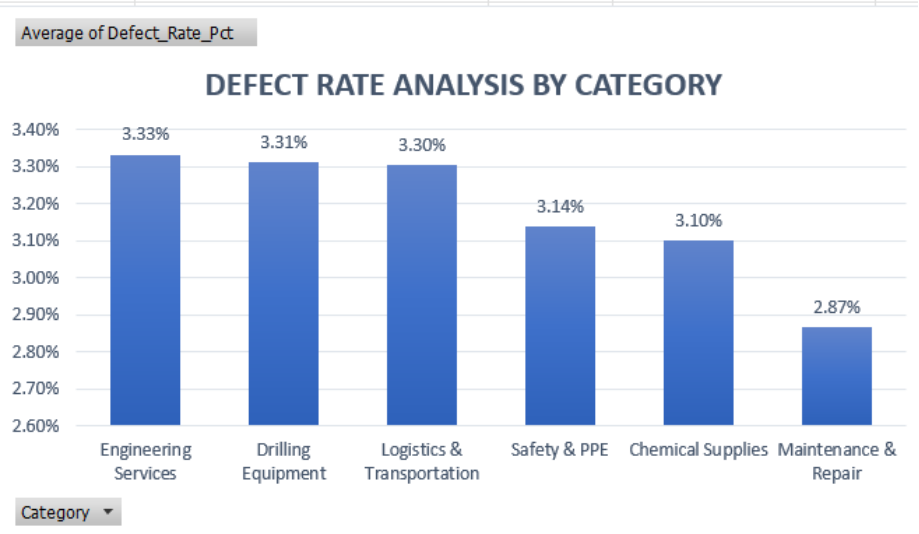 Average of Defect_Rate_Pct
DEFECT RATE ANALYSIS BY CATEGORY
3.40%
3.30%
3.20%
3.10%
3.00%
2.90%
2.80%
2.70%
2.60%
3.33%
3.31%
3.30%
3.14%
3.10%
2.87%
Engineering
Services
Drilling
Equipment
Logistics &
Transportation
Safety & PPE
Chemical Supplies
Maintenance &
Repair
Category